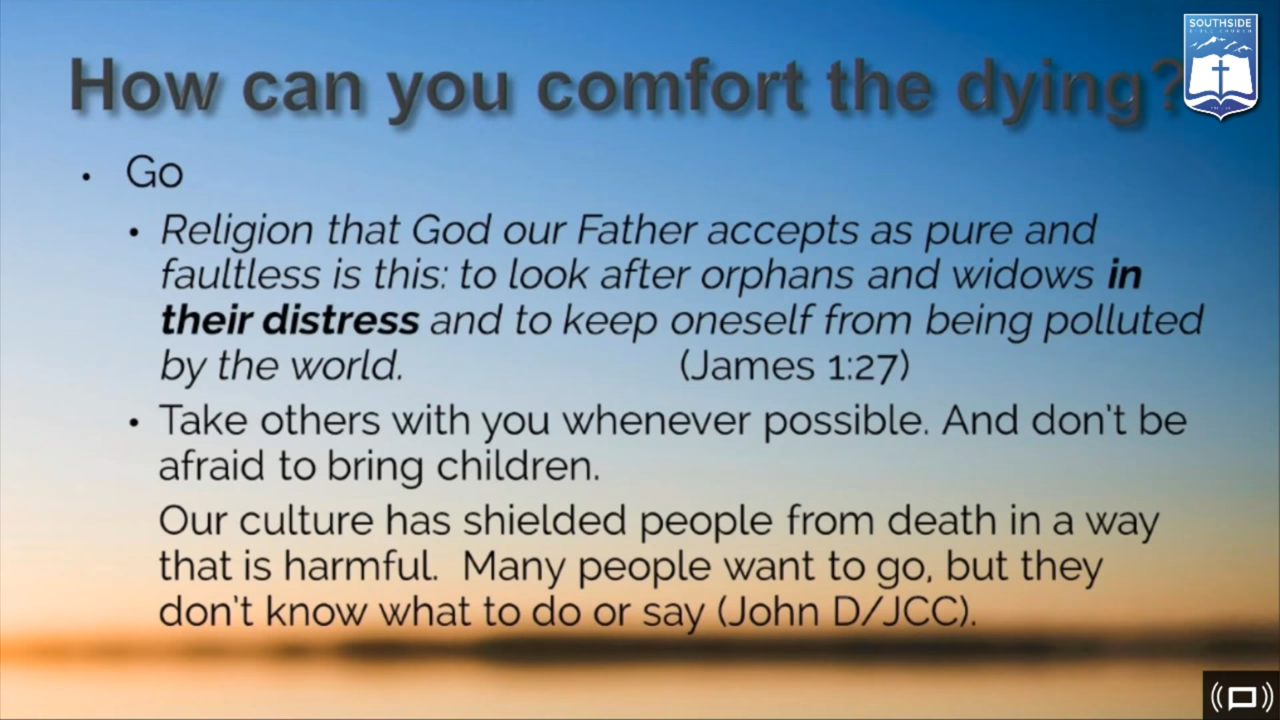 SOUTHSIDE
BIBLE CHURCH
How can you comfort the dying?
• Go
• Religion that God our Father accepts as pure and
faultless is this: to look after orphans and widows in
their distress and to keep oneself from being polluted
by the world. (James 1:27)
• Take others with you whenever possible. And don't be
afraid to bring children.
Our culture has shielded people from death in a way
that is harmful. Many people want to go, but they
don't know what to do or say (John D/JCC).